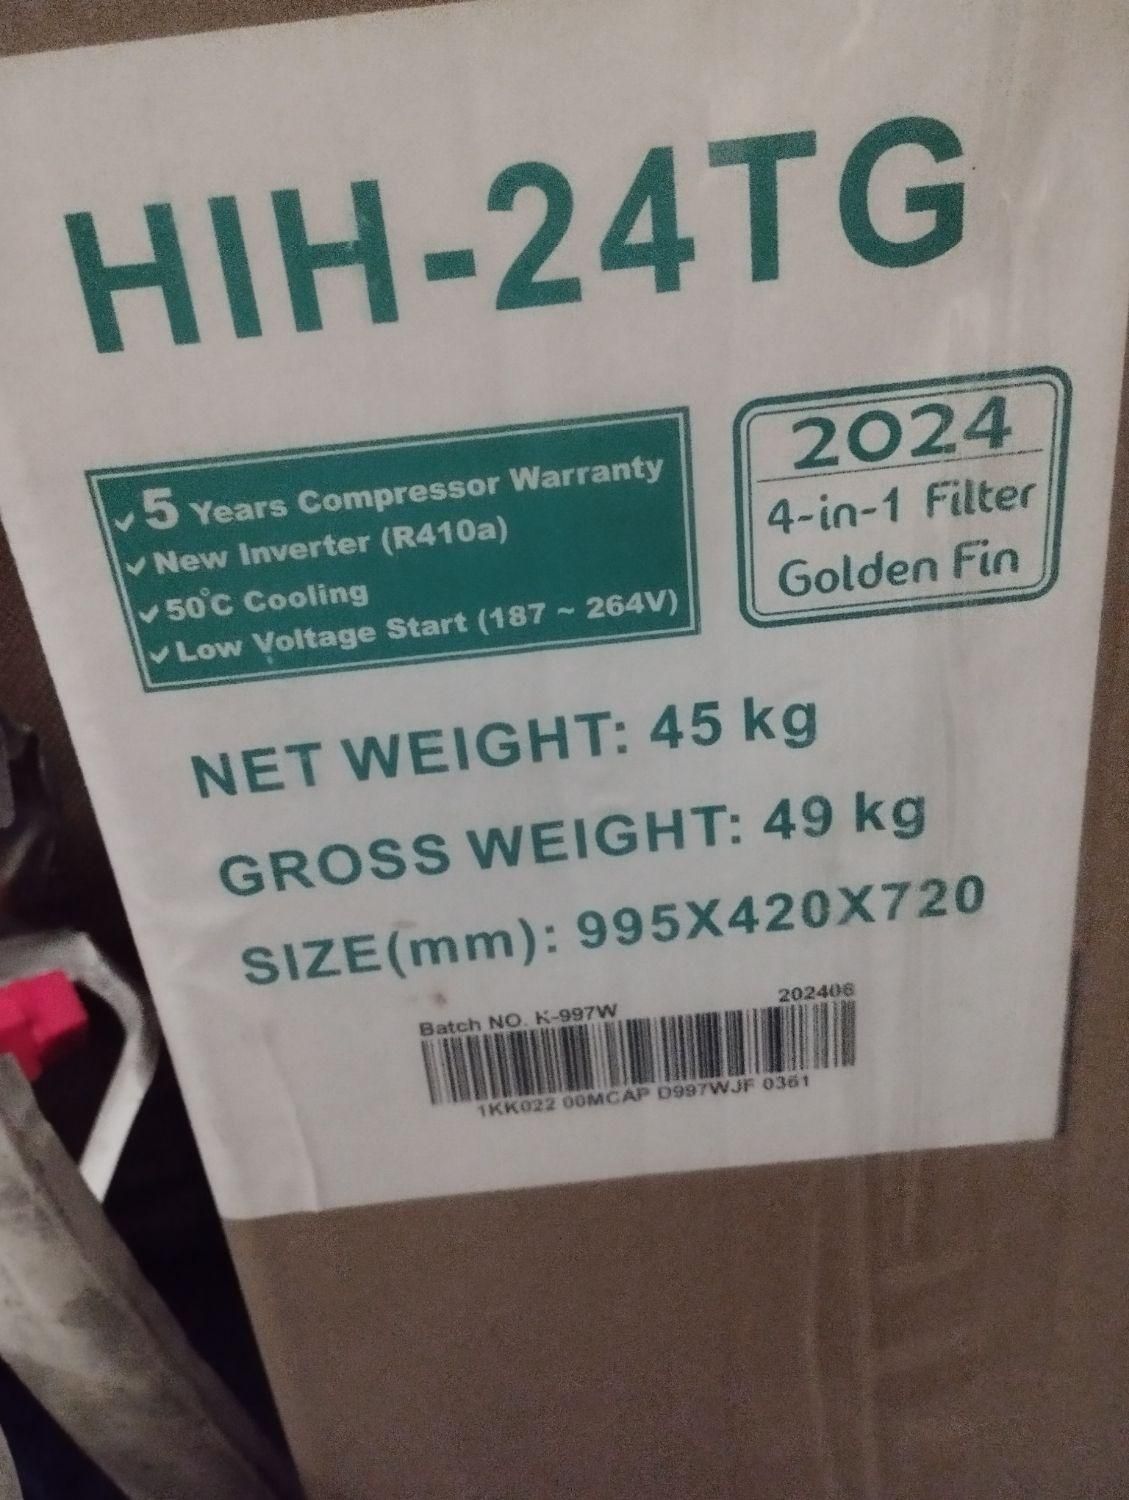 HIH-24TG
✓ 5 Years Compressor Warranty
✓ New Inverter (R410a)
✓ 50°C Cooling
✓ Low Voltage Start (187 ~ 264V)
2024
4-in-1 Filter
Golden Fin
NET WEIGHT: 45 kg
GROSS WEIGHT: 49 kg
SIZE(mm): 995X420X720
Batch NO. K-997W 202406
1KK022 00MCAP D997WJF 0361